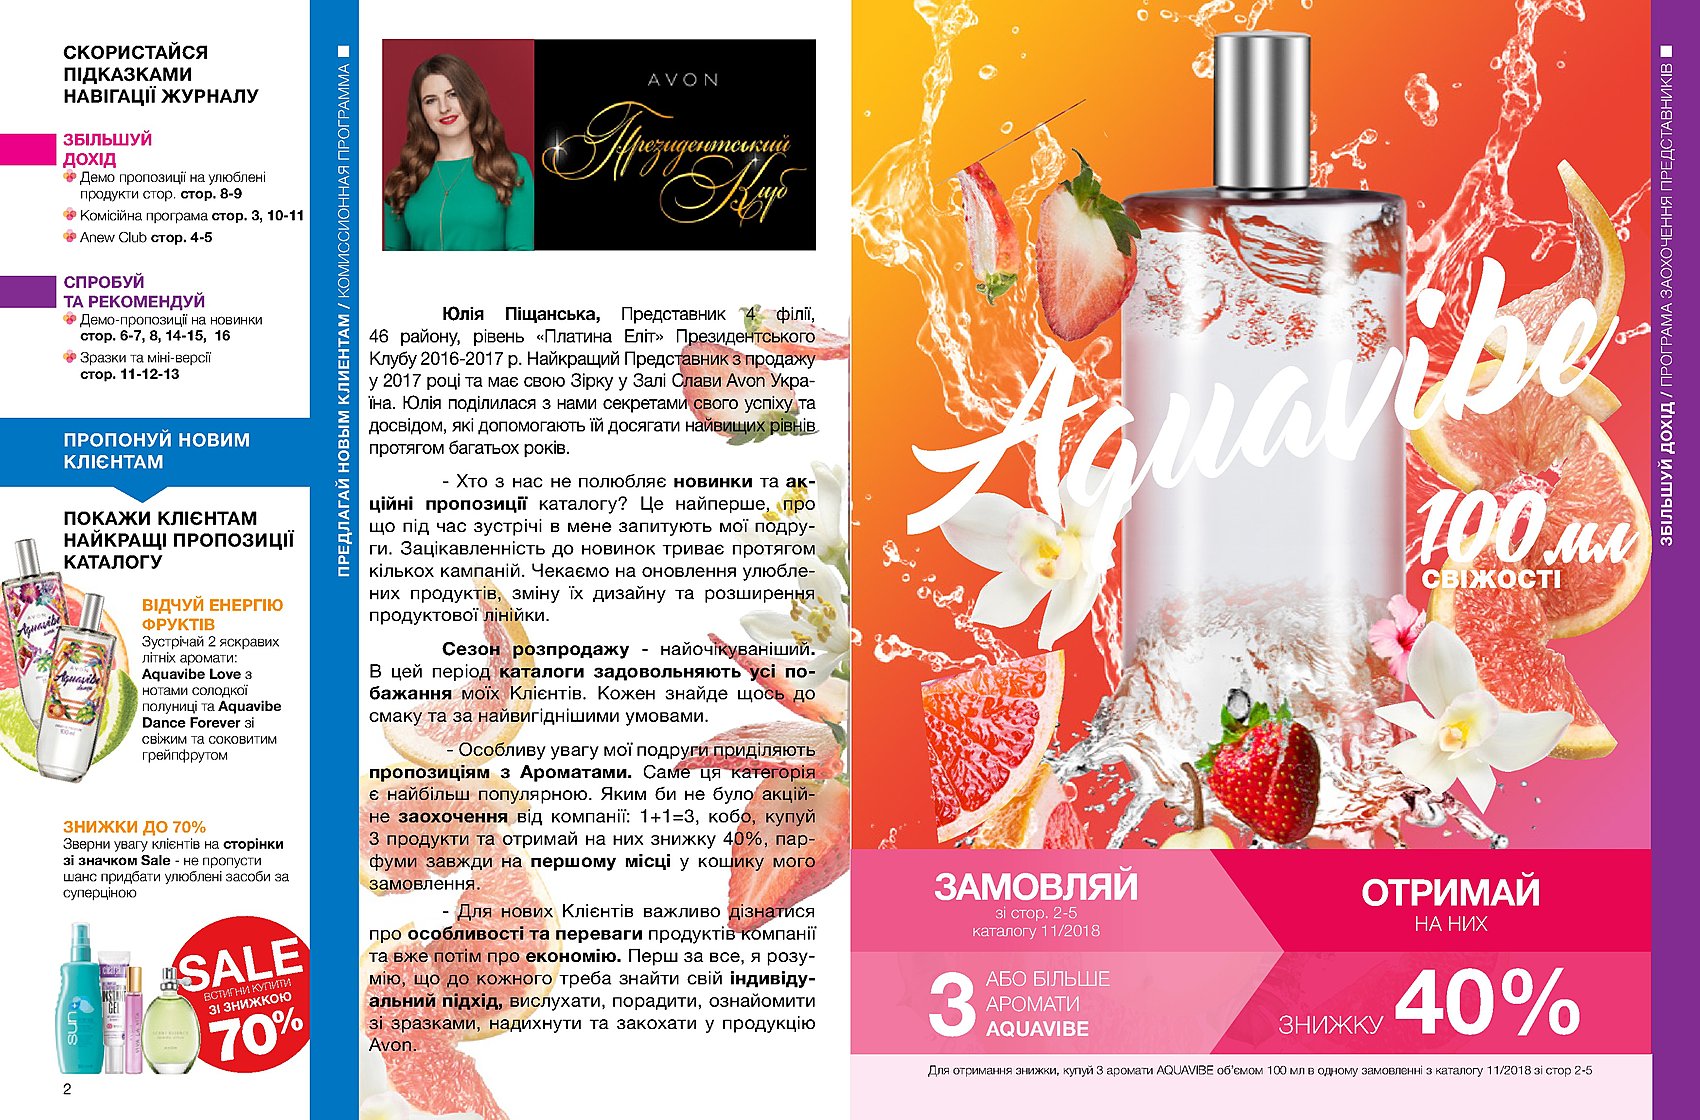 СКОРИСТАЙСЯ
ПІДКАЗКАМИ
НАВІГАЦІЇ ЖУРНАЛУ
ЗБІЛЬШУЙ
ДОХІД
Демо пропозиції на улюблені
продукти стор. стор. 8-9
Комісійна програма стор. 3, 10-11
Anew Club стор. 4-5
СПРОБУЙ
ТА РЕКОМЕНДУЙ
Демо-пропозиції на новинки
стор. 6-7, 8, 14-15, 16
Зразки та міні-версії
стор. 11-12-13
ПРОПОНУЙ НОВИМ
КЛІЄНТАМ
ПОКАЖИ КЛІЄНТАМ
НАЙКРАЩІ ПРОПОЗИЦІЇ
КАТАЛОГУ
ВІДЧУЙ ЕНЕРГІЮ
ФРУКТІВ
Зустрічай 2 яскравих
літніх аромати:
Aquavibe Love з
нотами солодкої
полуниці та Aquavibe
Dance Forever зі
свіжим та соковитим
грейпфрутом
AVON
Aquavibe
AVON
Aquavibe
ЗНИЖКИ ДО 70%
Зверни увагу клієнтів на сторінки
зі значком Sale - не пропусти
шанс придбати улюблені засоби за
суперціною
sun
VIVA LA VITA
SALE
ВСТИГНИ КУПИТИ
ЗІ ЗНИЖКОЮ
70%
2
ПРЕДЛАГАЙ НОВЫМ КЛИЕНТАМ / КОМИССИОННАЯ ПРОГРАММА
AVON
Президентський
Клуб
Юлія Піщанська, Представник 4 філії,
46 району, рівень «Платина Еліт» Президентського
Клубу 2016-2017 р. Найкращий Представник з продажу
у 2017 році та має свою Зірку у Залі Слави Avon Укра-
їна. Юлія поділилася з нами секретами свого успіху та
досвідом, які допомогають їй досягати найвищих рівнів
протягом багатьох років.
- Хто з нас не полюбляє новинки та ак-
ційні пропозиції каталогу? Це найперше, про
що під час зустрічі в мене запитують мої подру-
ги. Зацікавленність до новинок триває протягом
кількох кампаній. Чекаємо на оновлення улюбле-
них продуктів, зміну їх дизайну та розширення
продуктової лінійки.
Сезон розпродажу - найочікуваніший.
В цей період каталоги задовольняють усі по-
бажання моїх Клієнтів. Кожен знайде щось до
смаку та за найвигіднішими умовами.
- Особливу увагу мої подруги приділяють
пропозиціям з Ароматами. Саме ця категорія
є найбільш популярною. Яким би не було акцій-
не заохочення від компанії: 1+1=3, кобо, купуй
3 продукти та отримай на них знижку 40%, пар-
фуми завжди на першому місці у кошику мого
замовлення.
- Для нових Клієнтів важливо дізнатися
про особливості та переваги продуктів компанії
та вже потім про економію. Перш за все, я розу-
мію, що до кожного треба знайти свій індивіду-
альний підхід, вислухати, порадити, ознайомити
зі зразками, надихнути та закохати у продукцію
Avon.
Aquavibe
100 мл
СВІЖОСТІ
ЗАМОВЛЯЙ
зі стор. 2-5
каталогу 11/2018
ОТРИМАЙ
НА НИХ
3
АБО БІЛЬШЕ
АРОМАТИ
AQUAVIBE
ЗНИЖКУ 40%
Для отримання знижки, купуй 3 аромати AQUAVIBE об'ємом 100 мл в одному замовленні з каталогу 11/2018 зі стор 2-5
ЗБІЛЬШУЙ ДОХІД / ПРОГРАМА ЗАОХОЧЕННЯ ПРЕДСТАВНИКІВ